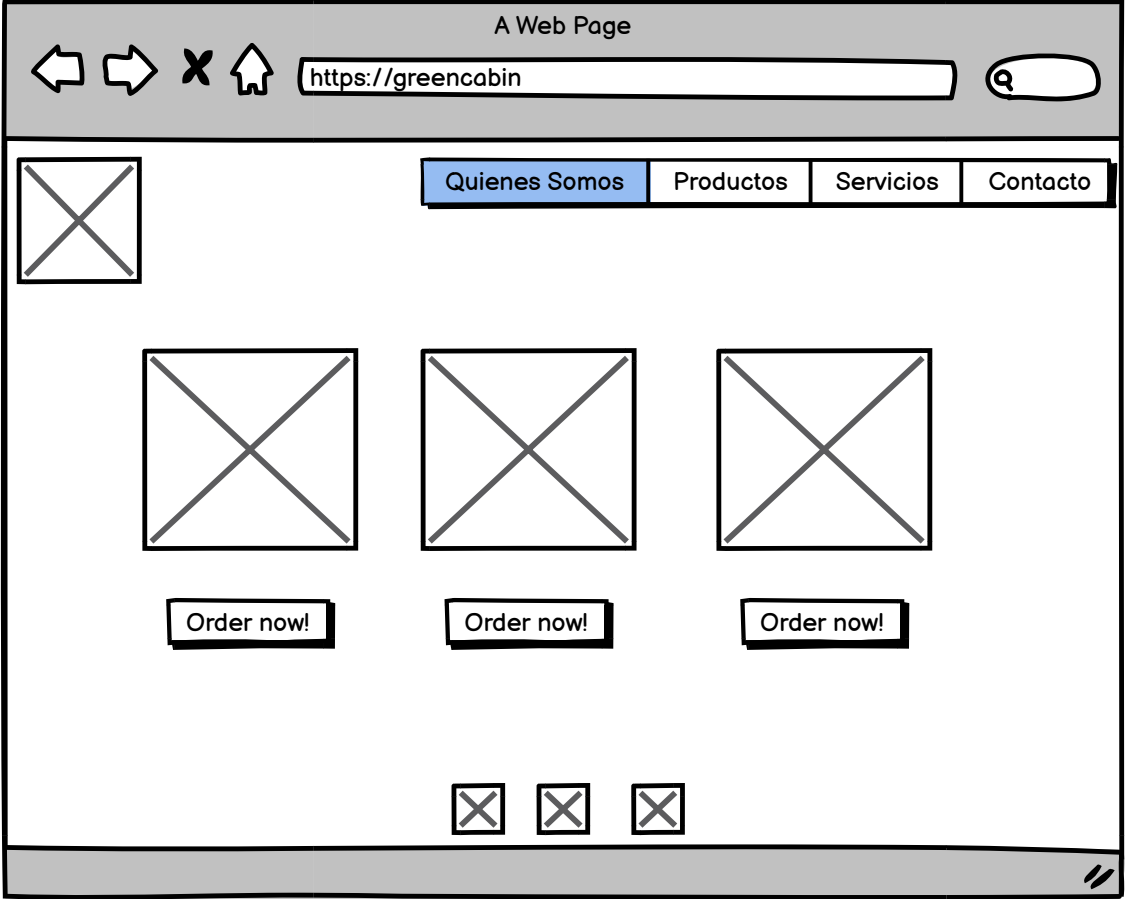 A Web Page
https://greencabin
Quienes Somos Productos Servicios Contacto
Order now! Order now! Order now!